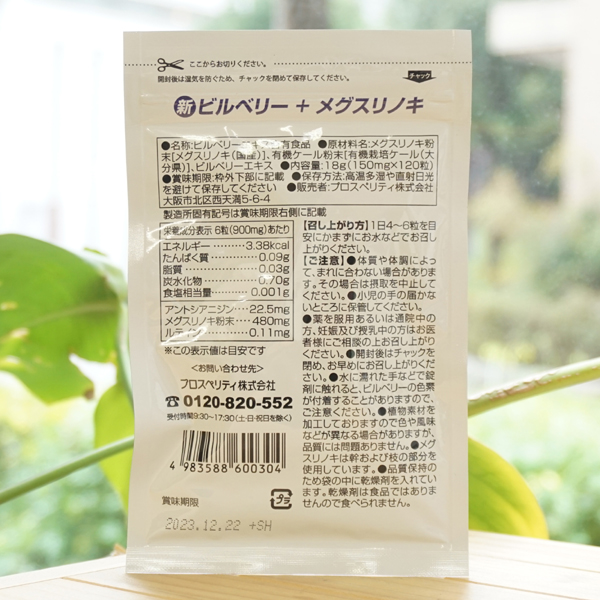 ここからお切りください。
開封後は湿気を防ぐため、チャックを閉めて保存してください。
チャック
新 ビルベリー + メグスリノキ
●名称:ビルベリーエキス含有食品 ●原材料名:メグスリノキ粉
末[メグスリノキ(国産)]、有機ケール粉末[有機栽培ケール(大
分県)]、ビルベリーエキス ●内容量:18g(150mg×120粒)
●賞味期限:枠外下部に記載 ●保存方法:高温多湿や直射日光
を避けて保存してください ●販売者:プロスペリティ株式会社
大阪市北区西天満5-6-4
製造所固有記号は賞味期限右側に記載
栄養成分表示 6粒(900mg)あたり
エネルギー 3.38kcal
たんぱく質 0.09g
脂質 0.03g
炭水化物 0.70g
食塩相当量 0.001g
アントシアニジン 22.5mg
メグスリノキ粉末 480mg
ルテイン 0.11mg
※この表示値は目安です
<お問い合わせ先>
プロスペリティ株式会社
☎0120-820-552
受付時間9:30~17:30(土・日・祝日を除く)
4 983588 600304
賞味期限
2023.12.22 +SH
プラ
【召し上がり方】1日4~6粒を目
安にかまずにお水などでお召し
上がりください。
【ご注意】●体質や体調によっ
て、まれに合わない場合がありま
す。その場合は摂取を中止して
ください。●小児の手の届かな
いところに保管してください。
●薬を服用あるいは通院中の
方、妊娠及び授乳中の方はお医
者様にご相談の上お召し上がり
ください。●開封後はチャックを
閉め、お早めにお召し上がりくだ
さい。●水に濡れた手などで錠
剤に触れると、ビルベリーの色素
が付着することがありますので、
ご注意ください。●植物素材を
加工しておりますので色や風味
などが異なる場合がありますが、
品質には問題ありません。●メグ
スリノキは幹および枝の部分を
使用しています。●品質保持の
ため袋の中に乾燥剤を入れてい
ます。乾燥剤は食品ではありま
せんので食べられません。